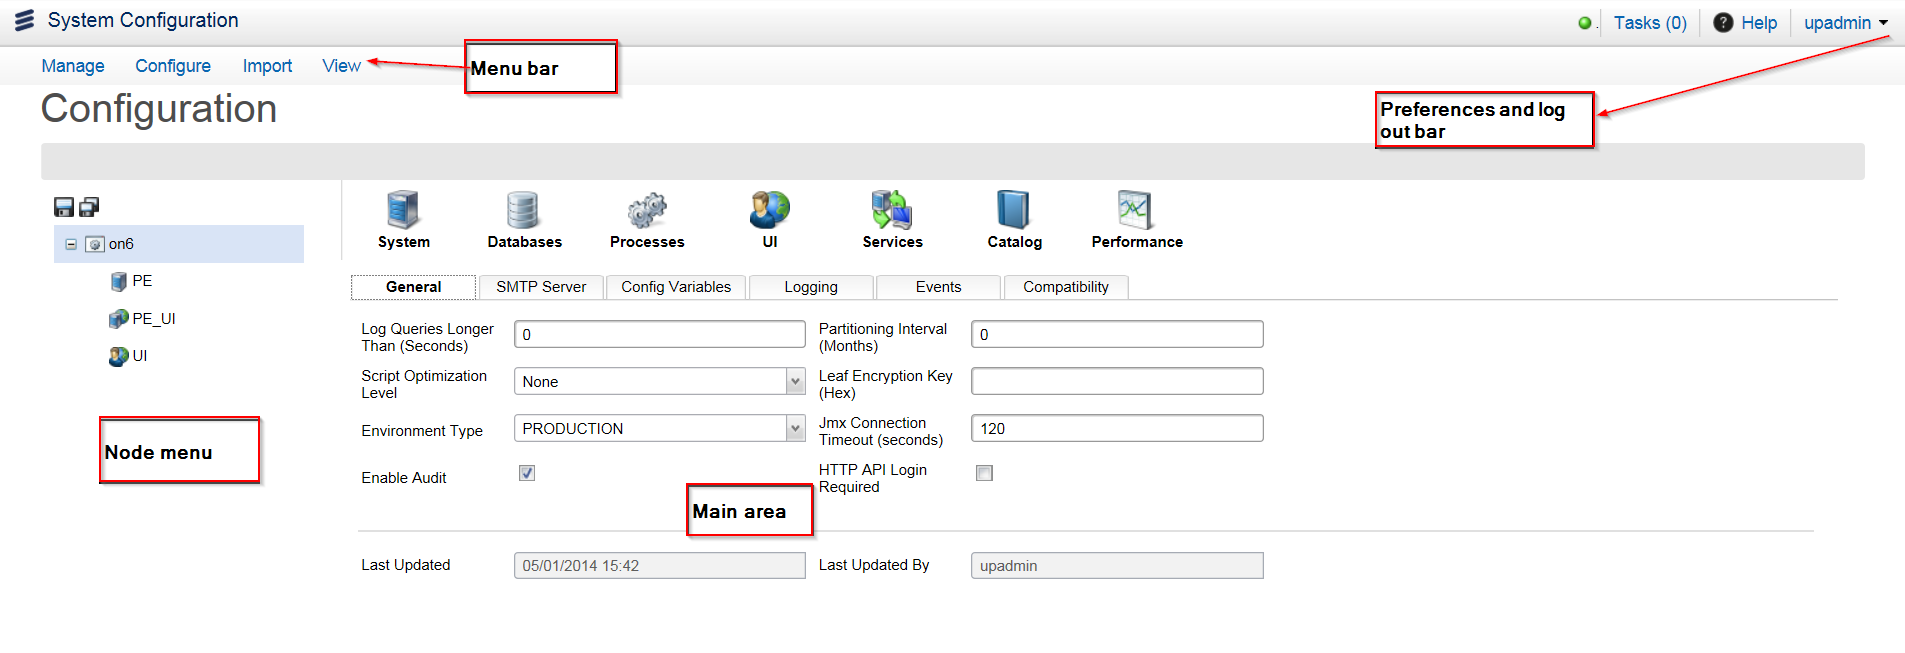 System Configuration
. Tasks (0) ? Help upadmin
Manage Configure Import View
Menu bar
Configuration
Preferences and log
out bar
System Databases Processes UI Services Catalog Performance
on6
PE
PE_UI
UI
Node menu
General SMTP Server Config Variables Logging Events Compatibility
Log Queries Longer
Than (Seconds)
0
Partitioning Interval
(Months)
0
Script Optimization
Level
None
Leaf Encryption Key
(Hex)
Environment Type
PRODUCTION
Jmx Connection
Timeout (seconds)
120
Enable Audit
HTTP API Login
Required
Main area
Last Updated 05/01/2014 15:42 Last Updated By upadmin